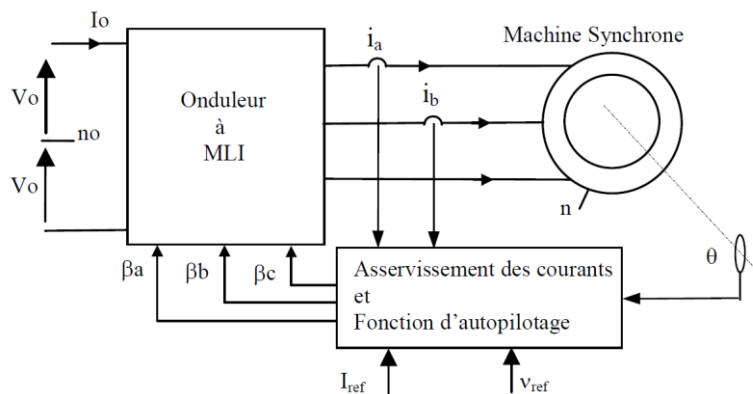 Io
Vo
no
Vo
Onduleur
à
MLI
ia
ib
Machine Synchrone
n
θ
βa
βb
βc
Asservissement des courants
et
Fonction d'autopilotage
Iref
νref